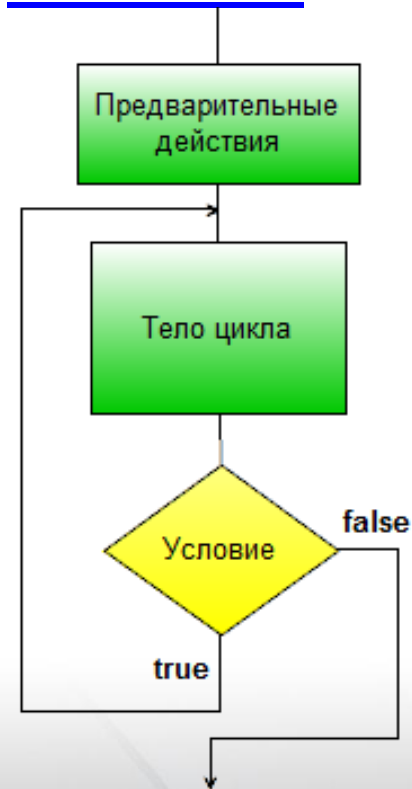 Предварительные
действия
Тело цикла
false
Условие
true